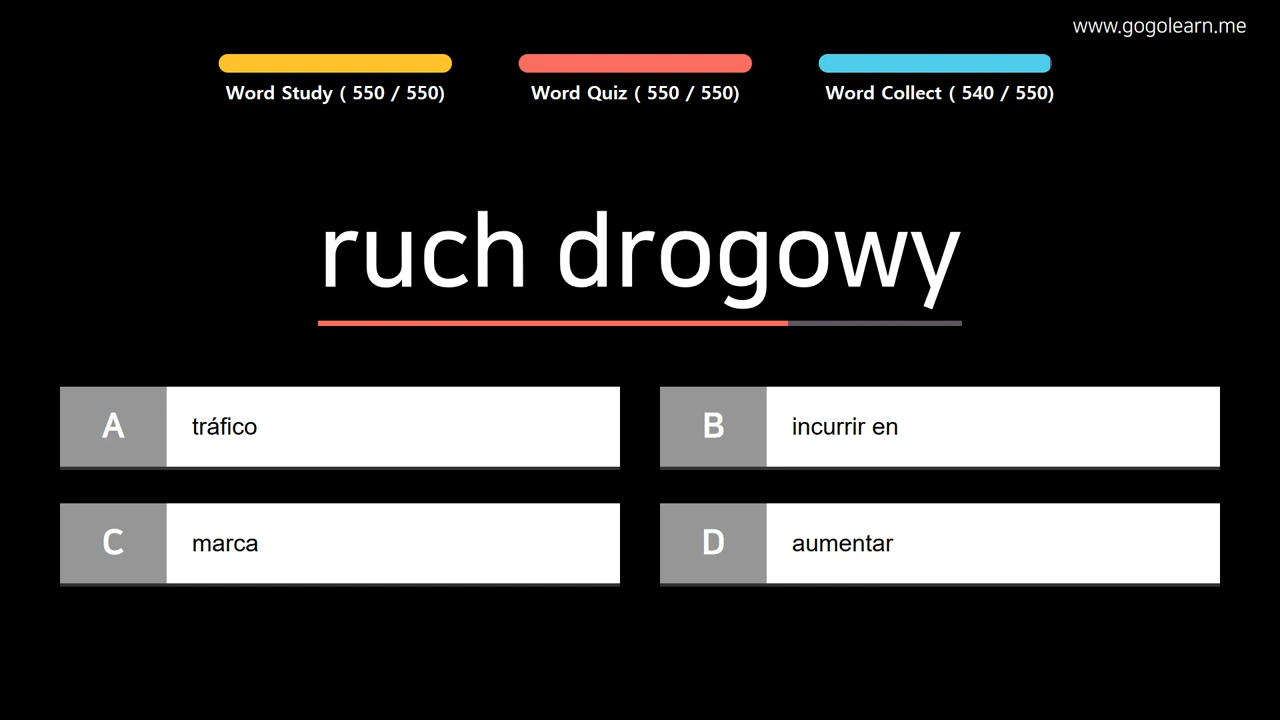 www.gogolearn.me
Word Study ( 550 / 550)
Word Quiz ( 550 / 550)
Word Collect ( 540 / 550)
ruch drogowy
A
tráfico
B
incurrir en
C
marca
D
aumentar